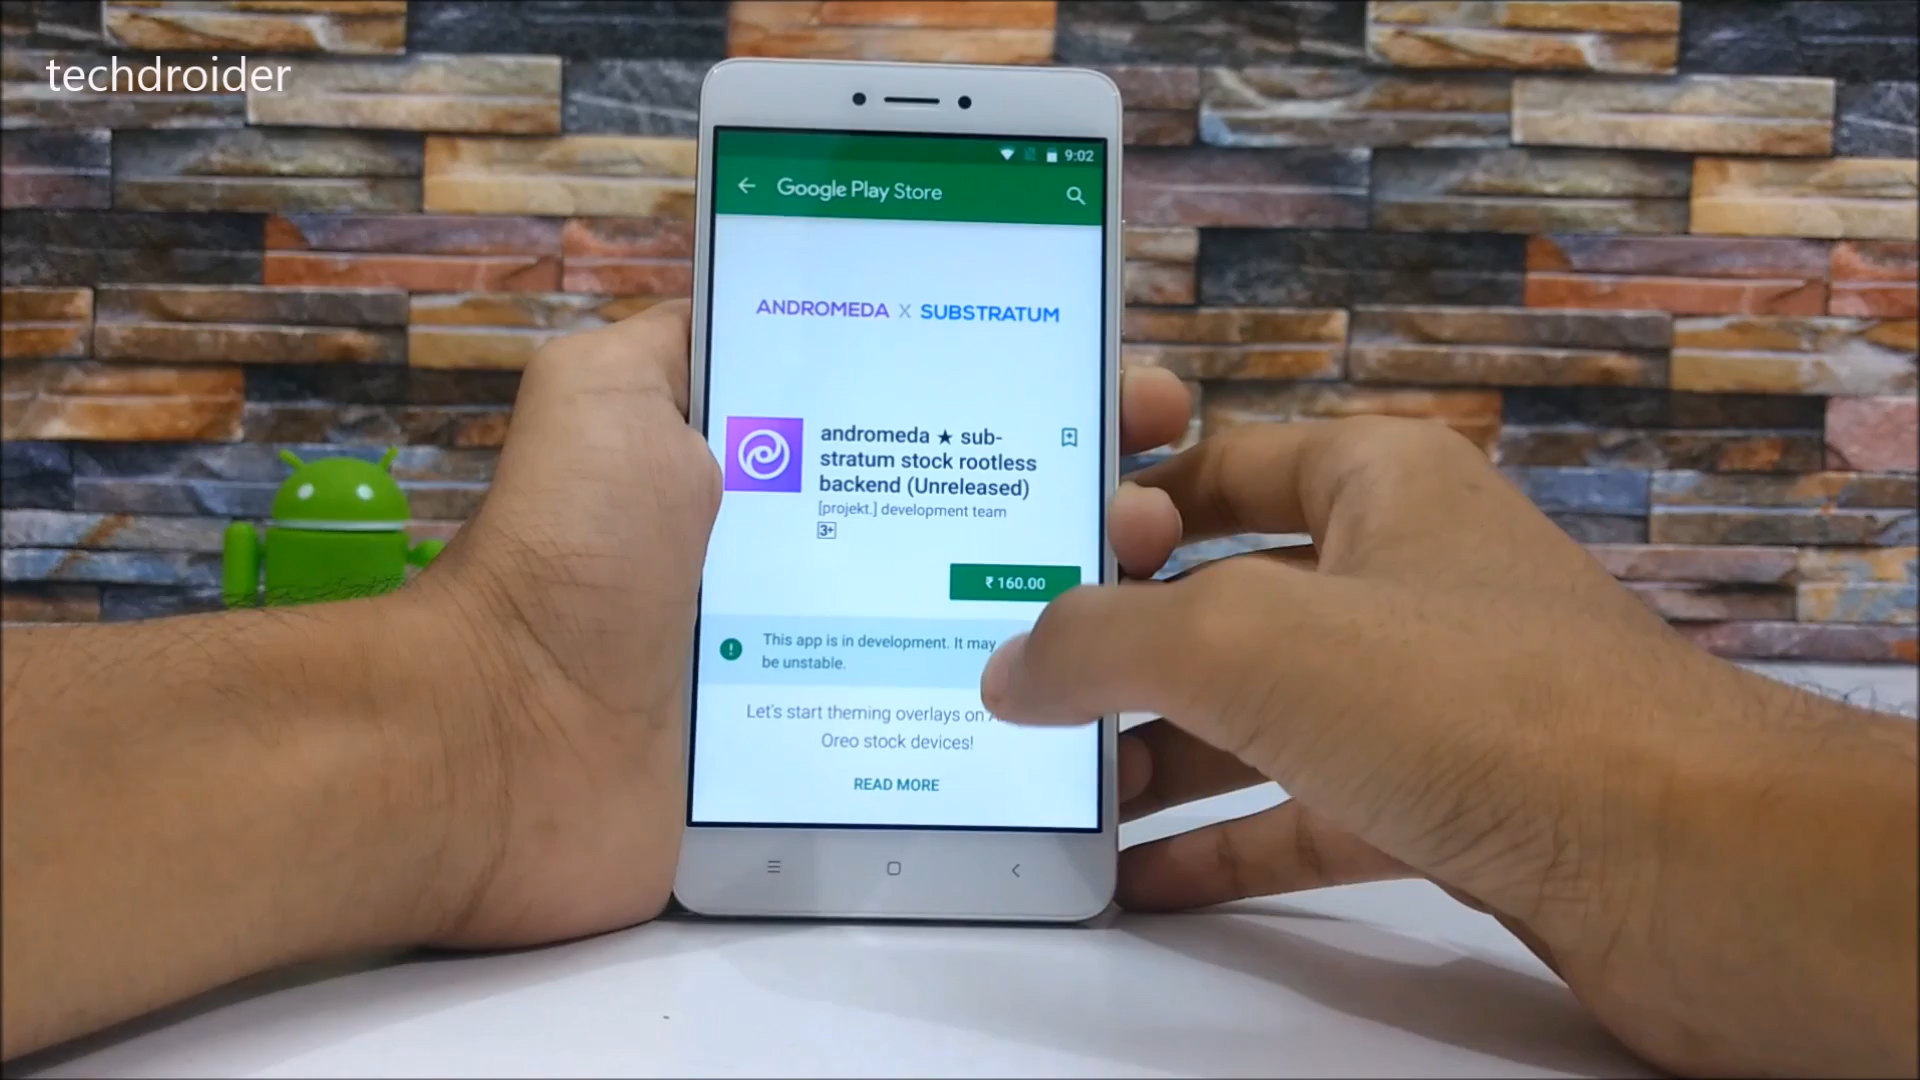 techdroider
9:02
Google Play Store
ANDROMEDA X SUBSTRATUM
andromeda ★ sub-
stratum stock rootless
backend (Unreleased)
[projekt.] development team
3+
₹ 160.00
This app is in development. It may
be unstable.
Let's start theming overlays on
Oreo stock devices!
READ MORE